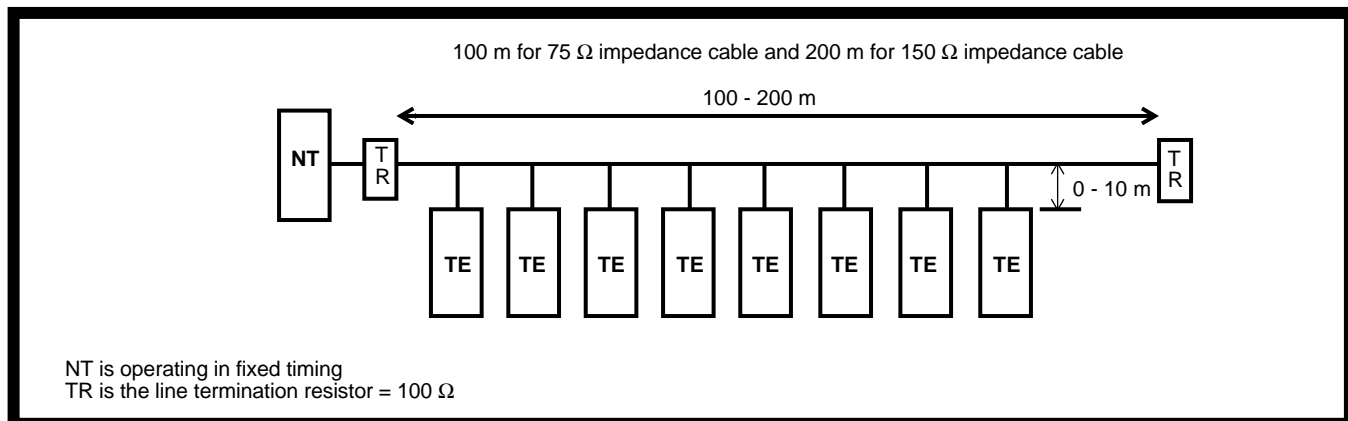 100 m for 75 Ω impedance cable and 200 m for 150 Ω impedance cable
100 - 200 m
NT
T
R
T
R
0 - 10 m
TE TE TE TE TE TE TE TE
NT is operating in fixed timing
TR is the line termination resistor = 100 Ω